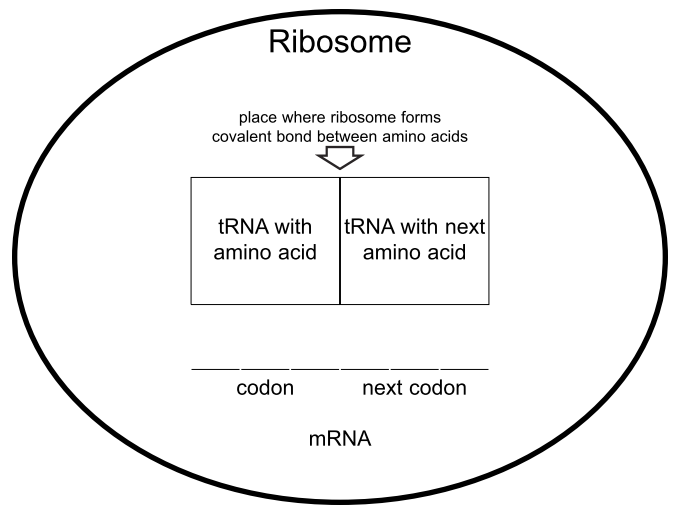 Ribosome
place where ribosome forms
covalent bond between amino acids
tRNA with
amino acid
tRNA with next
amino acid
codon
next codon
mRNA